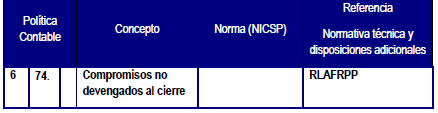 Política Contable
Concepto
Norma (NICSP)
Referencia
Normativa técnica y
disposiciones adicionales
6 74. Compromisos no
devengados al cierre
RLAFRPP